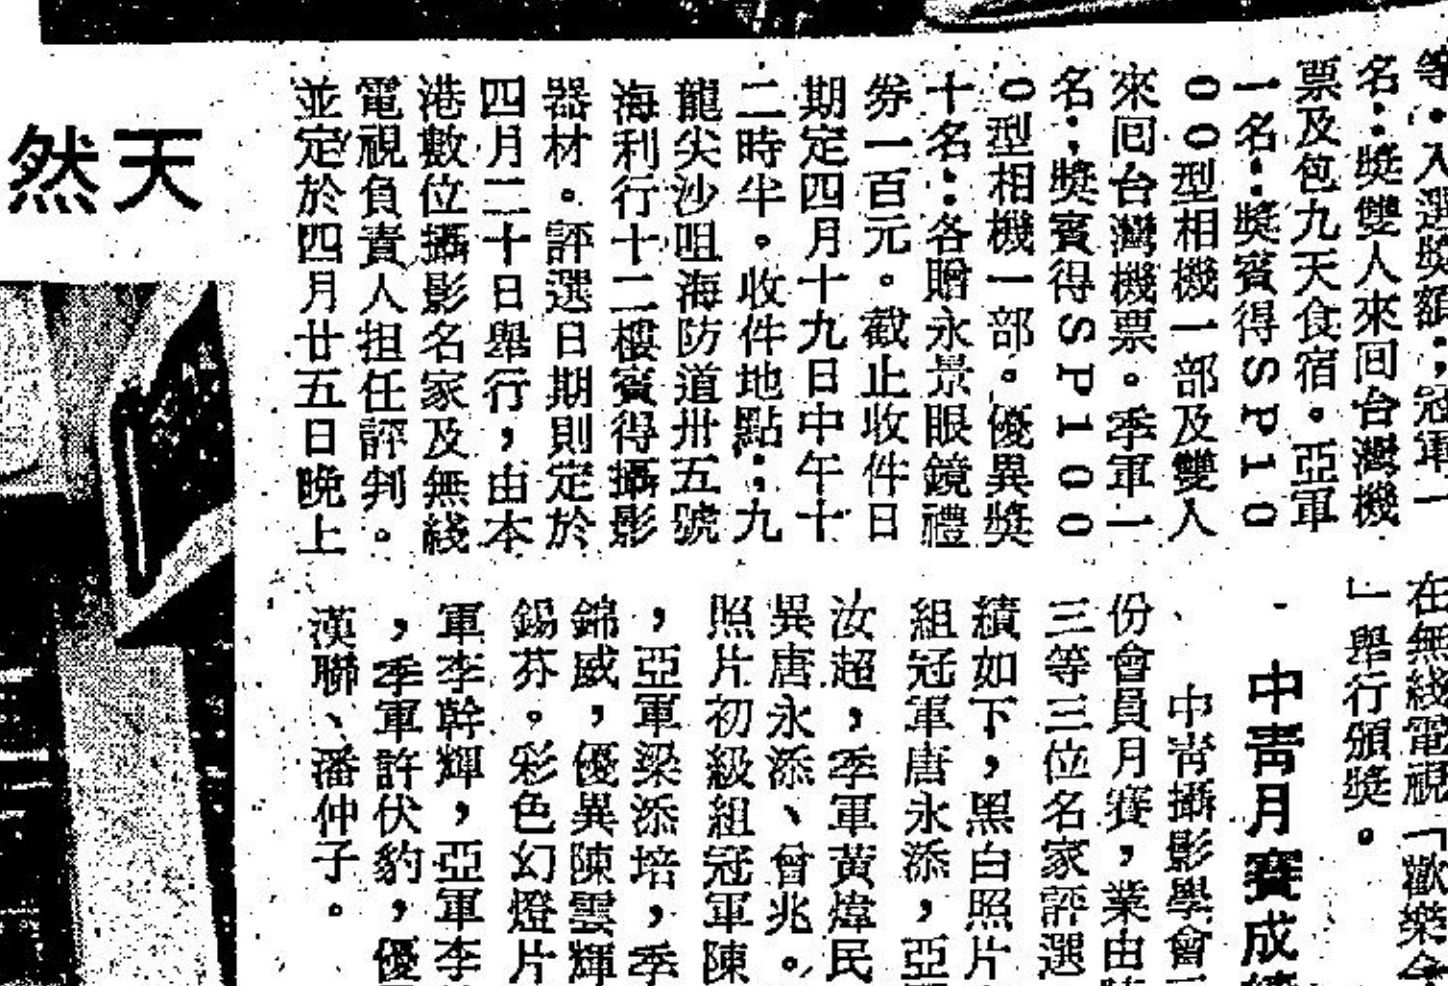 等：入選獎額：冠軍一
名：獎雙人來回台灣機
票及包九天食宿。亞軍
一名：獎賓得ＳＰ１０
００型相機一部及雙人
來回台灣機票。季軍一
名：獎賓得ＳＰ１００
０型相機一部。優異獎
十名：各贈永景眼鏡禮
券一百元。截止收件日
期定四月十九日中午十
二時半。收件地點：九
龍尖沙咀海防道卅五號
海利行十二樓賓得攝影
器材。評選日期則定於
四月二十日舉行，由本
港數位攝影名家及無綫
電視負責人担任評判。
並定於四月廿五日晚上
天然
在無綫電視「歡樂
」舉行頒獎。
中青月賽成績
中青攝影學會
份會員月賽，業由
三等三位名家評選
績如下，黑白照片
組冠軍唐永添，亞
汝超，季軍黃煒民
異唐永添、曾兆。
照片初級組冠軍陳
，亞軍梁添培，季
錦威，優異陳雲輝
錫芬。彩色幻燈片
軍李幹輝，亞軍李
，季軍許伏豹，優
漢聯、潘仲子。